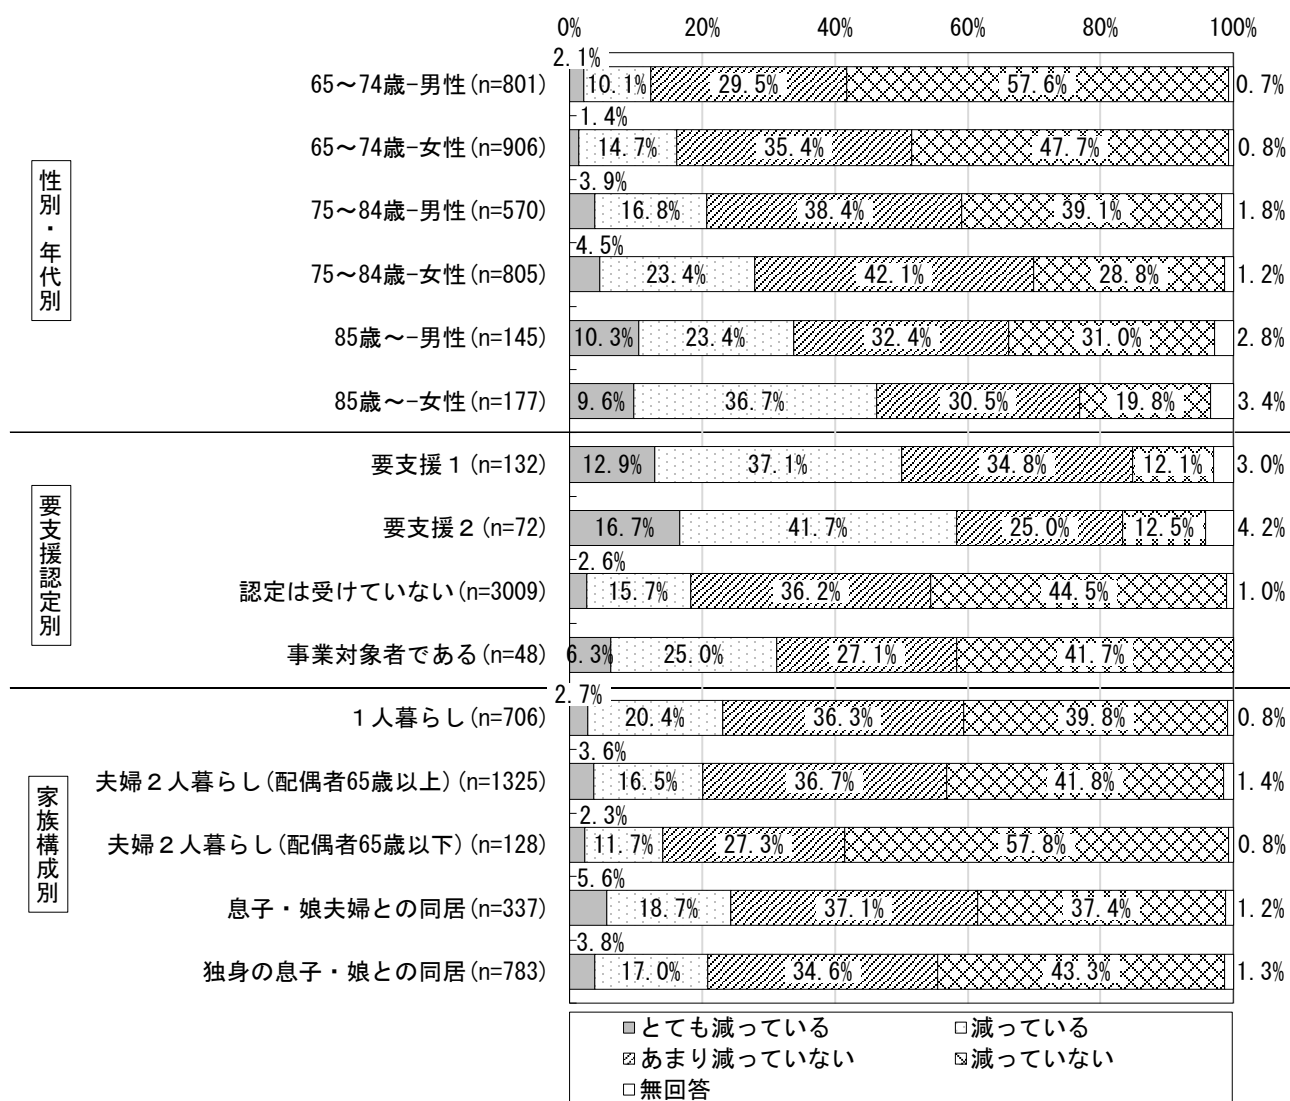 0% 20% 40% 60% 80% 100%
性別・年代別
65～74歳-男性(n=801) 2.1% 10.1% 29.5% 57.6% 0.7%
65～74歳-女性(n=906) 1.4% 14.7% 35.4% 47.7% 0.8%
75～84歳-男性(n=570) 3.9% 16.8% 38.4% 39.1% 1.8%
75～84歳-女性(n=805) 4.5% 23.4% 42.1% 28.8% 1.2%
85歳～-男性(n=145) 10.3% 23.4% 32.4% 31.0% 2.8%
85歳～-女性(n=177) 9.6% 36.7% 30.5% 19.8% 3.4%
要支援認定別
要支援１(n=132) 12.9% 37.1% 34.8% 12.1% 3.0%
要支援２(n=72) 16.7% 41.7% 25.0% 12.5% 4.2%
認定は受けていない(n=3009) 2.6% 15.7% 36.2% 44.5% 1.0%
事業対象者である(n=48) 6.3% 25.0% 27.1% 41.7%
家族構成別
１人暮らし(n=706) 2.7% 20.4% 36.3% 39.8% 0.8%
夫婦２人暮らし(配偶者65歳以上)(n=1325) 3.6% 16.5% 36.7% 41.8% 1.4%
夫婦２人暮らし(配偶者65歳以下)(n=128) 2.3% 11.7% 27.3% 57.8% 0.8%
息子・娘夫婦との同居(n=337) 5.6% 18.7% 37.1% 37.4% 1.2%
独身の息子・娘との同居(n=783) 3.8% 17.0% 34.6% 43.3% 1.3%
とても減っている 減っている
あまり減っていない 減っていない
無回答